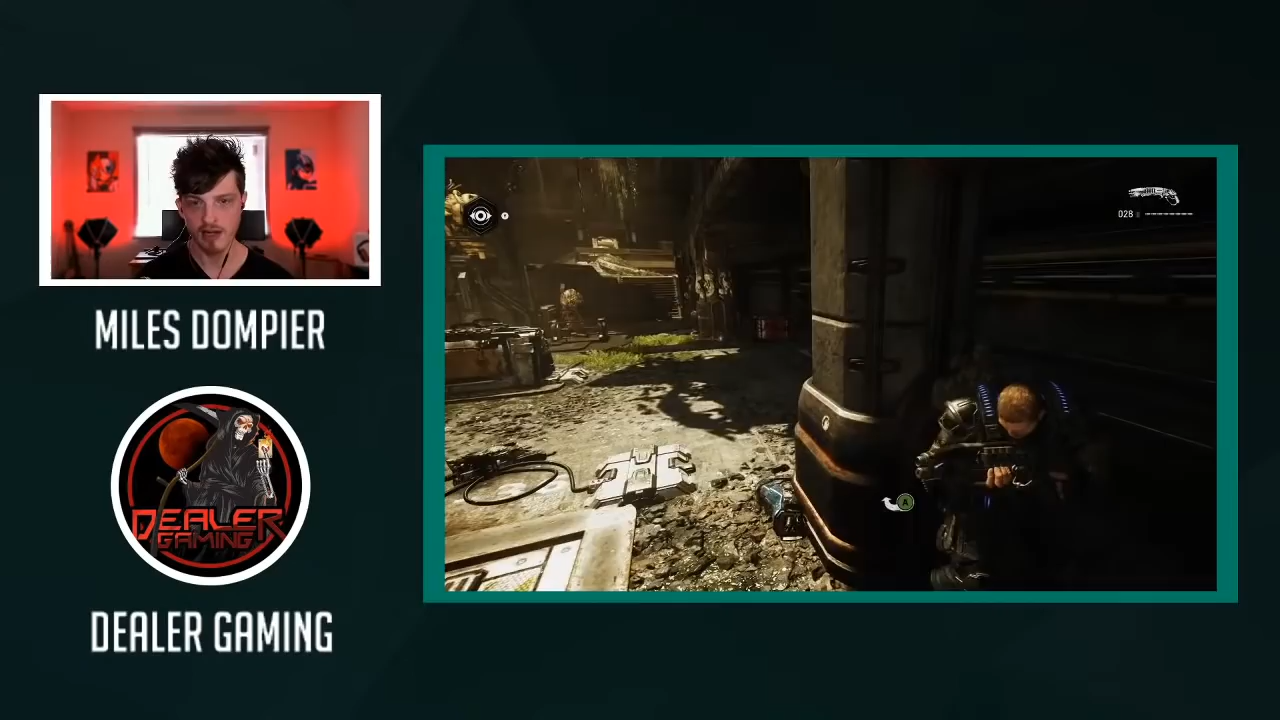 MILES DOMPIER
DEALER
GAMING
DEALER GAMING
028
A